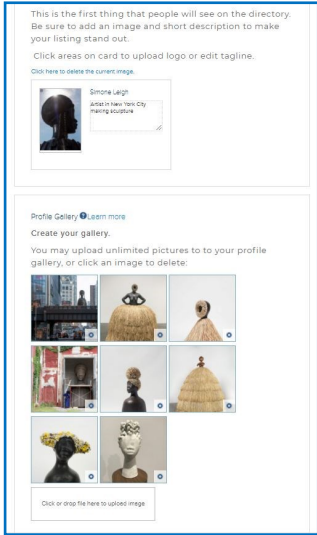 This is the first thing that people will see on the directory.
Be sure to add an image and short description to make
your listing stand out.
Click areas on card to upload logo or edit tagline.
Click here to delete the current image.
Simone Leigh
Artist in New York City
making sculpture
Profile Gallery ?Learn more
Create your gallery.
You may upload unlimited pictures to to your profile
gallery, or click an image to delete:
Click or drop file here to upload image